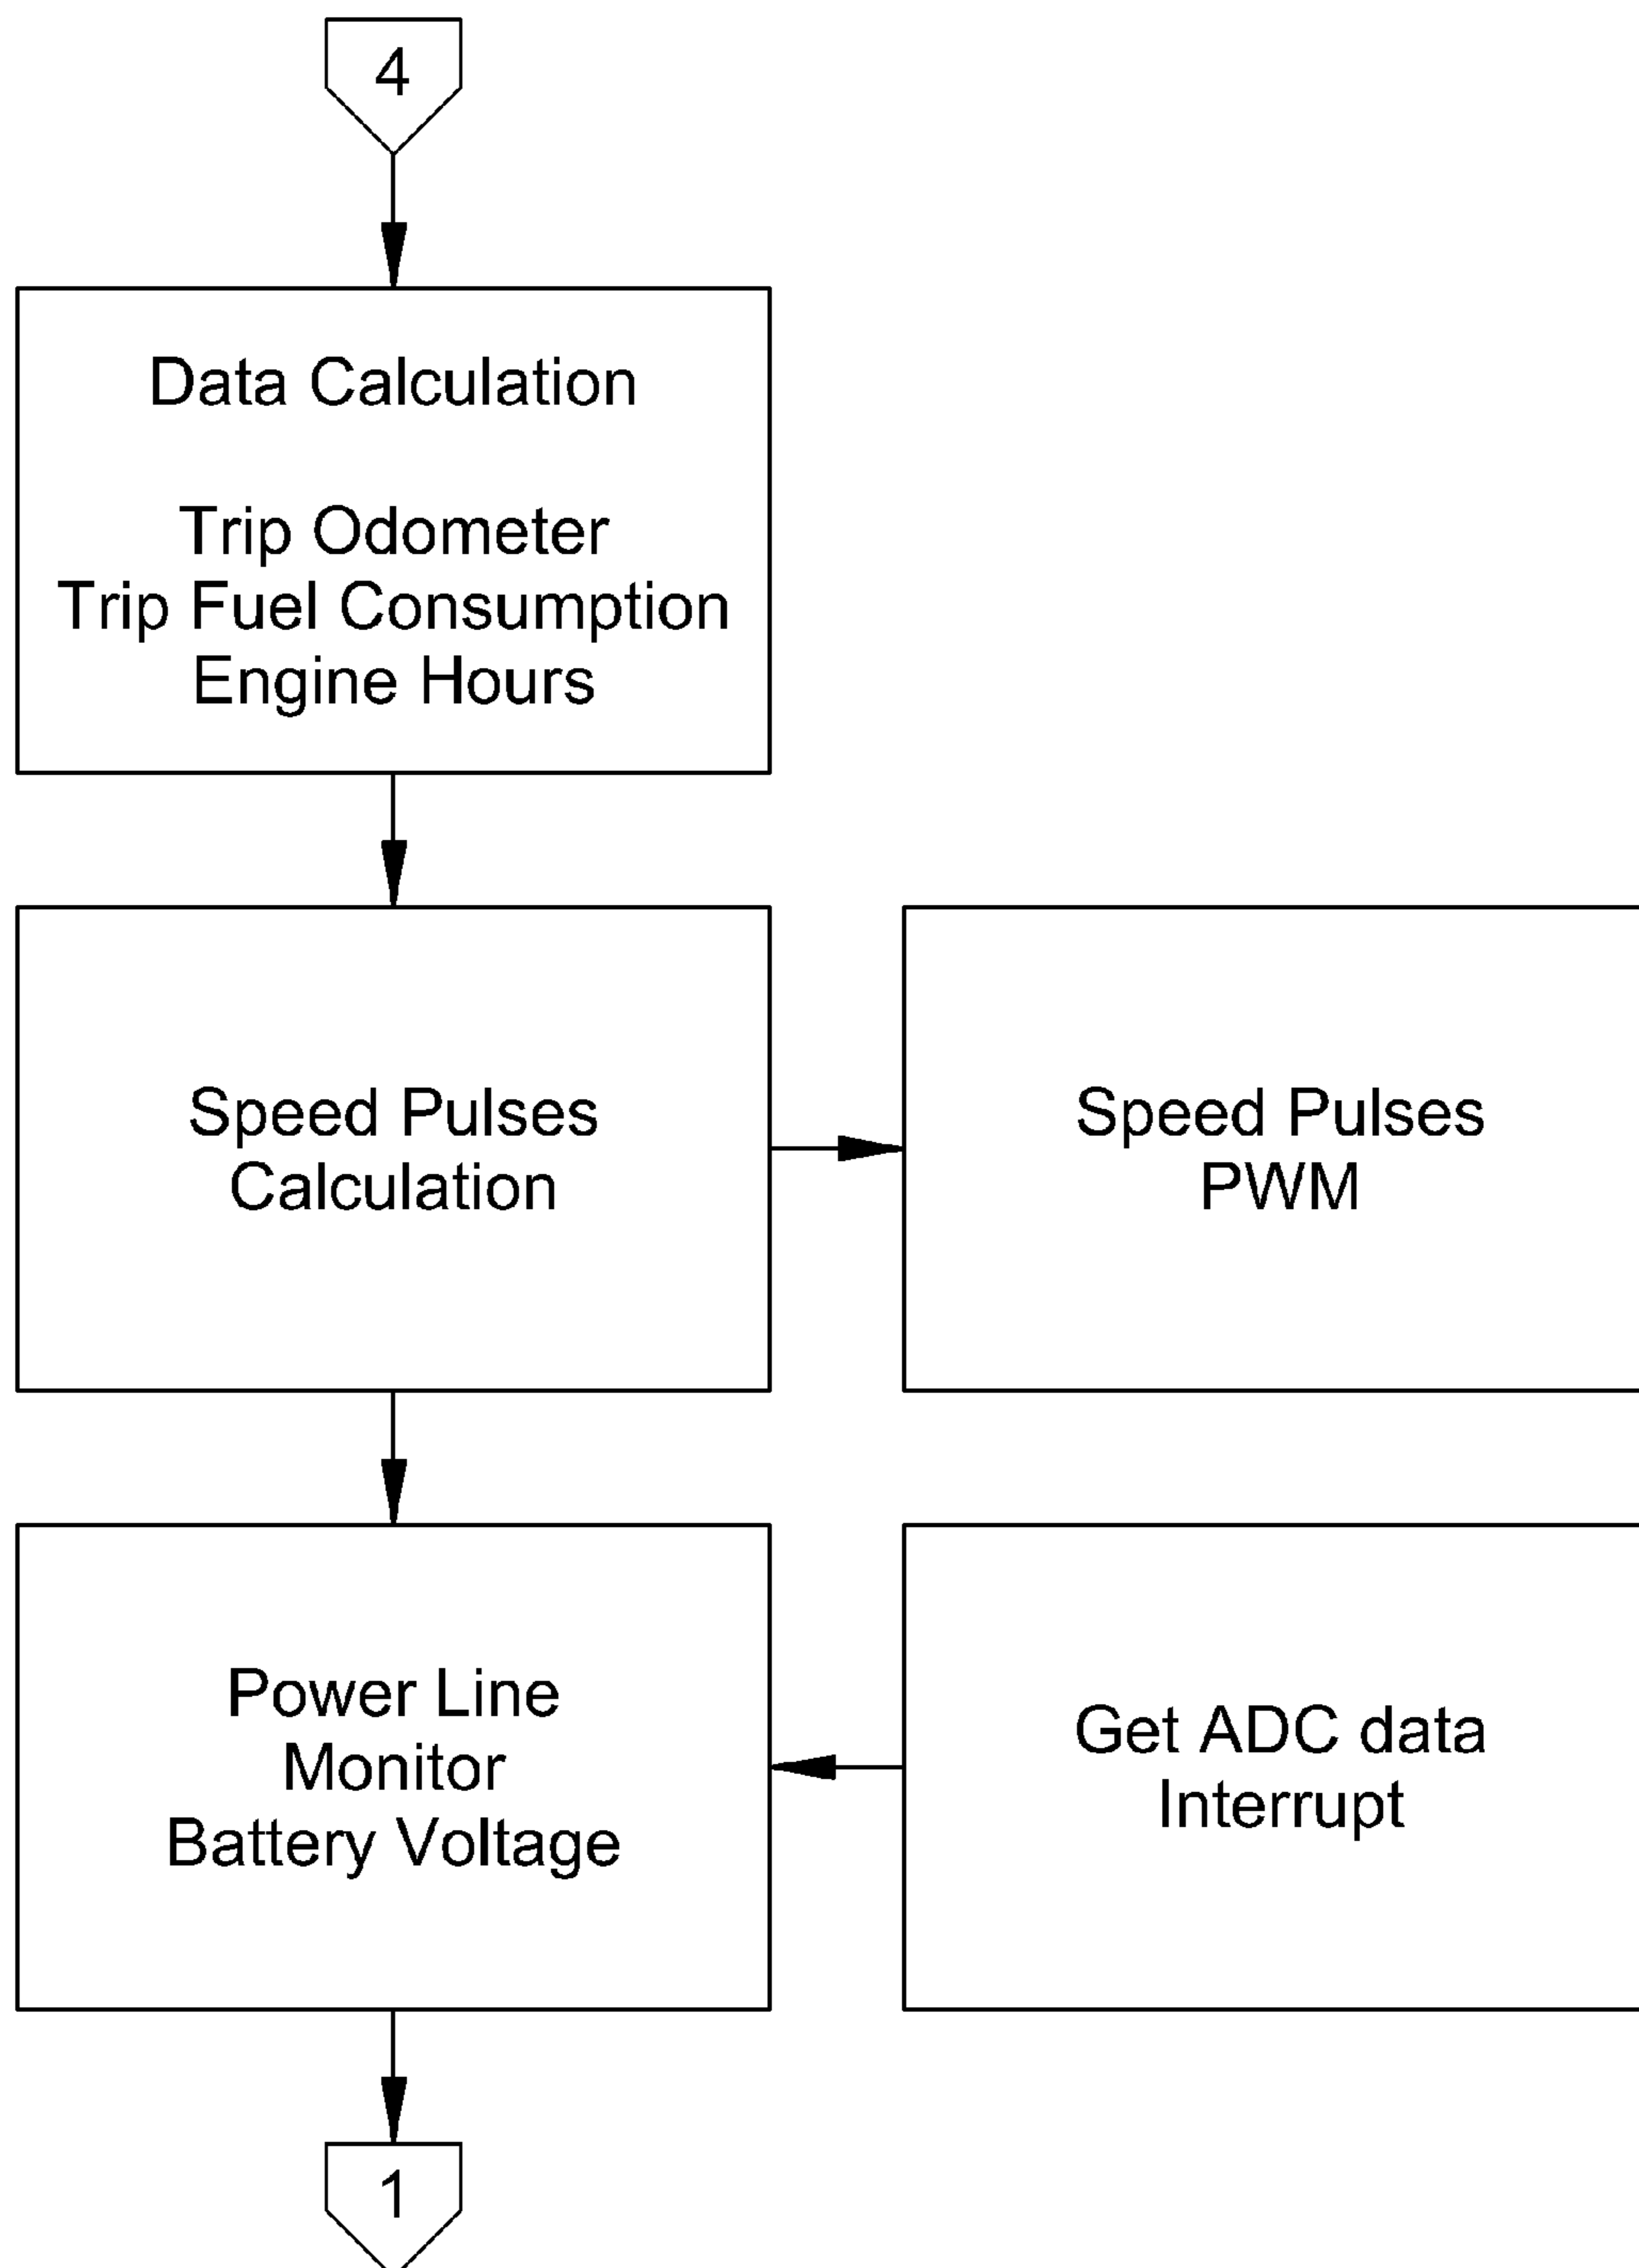 4
Data Calculation
Trip Odometer
Trip Fuel Consumption
Engine Hours
Speed Pulses
Calculation
Speed Pulses
PWM
Power Line
Monitor
Battery Voltage
Get ADC data
Interrupt
1